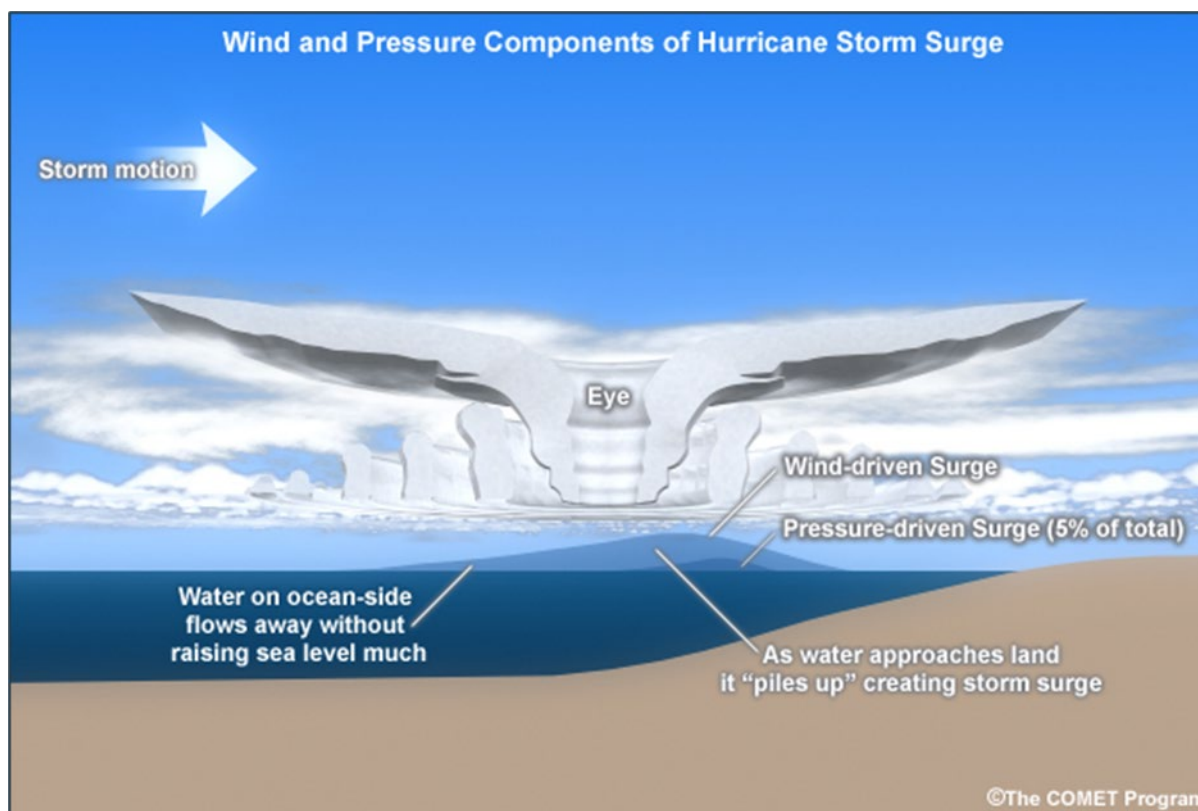 Wind and Pressure Components of Hurricane Storm Surge
Storm motion
Eye
Wind-driven Surge
Pressure-driven Surge (5% of total)
Water on ocean-side
flows away without
raising sea level much
As water approaches land
it “piles up” creating storm surge
©The COMET Program